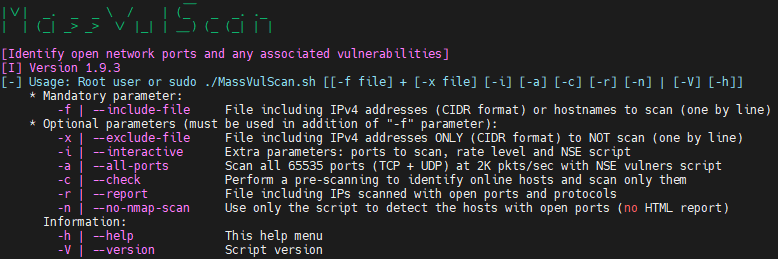 MassVulScan
[Identify open network ports and any associated vulnerabilities]
[I] Version 1.9.3
[-] Usage: Root user or sudo ./MassVulScan.sh [[-f file] + [-x file] [-i] [-a] [-c] [-r] [-n] | [-V] [-h]]
* Mandatory parameter:
-f | --include-file File including IPv4 addresses (CIDR format) or hostnames to scan (one by line)
* Optional parameters (must be used in addition of "-f" parameter):
-x | --exclude-file File including IPv4 addresses ONLY (CIDR format) to NOT scan (one by line)
-i | --interactive Extra parameters: ports to scan, rate level and NSE script
-a | --all-ports Scan all 65535 ports (TCP + UDP) at 2K pkts/sec with NSE vulners script
-c | --check Perform a pre-scanning to identify online hosts and scan only them
-r | --report File including IPs scanned with open ports and protocols
-n | --no-nmap-scan Use only the script to detect the hosts with open ports (no HTML report)
Information:
-h | --help This help menu
-V | --version Script version